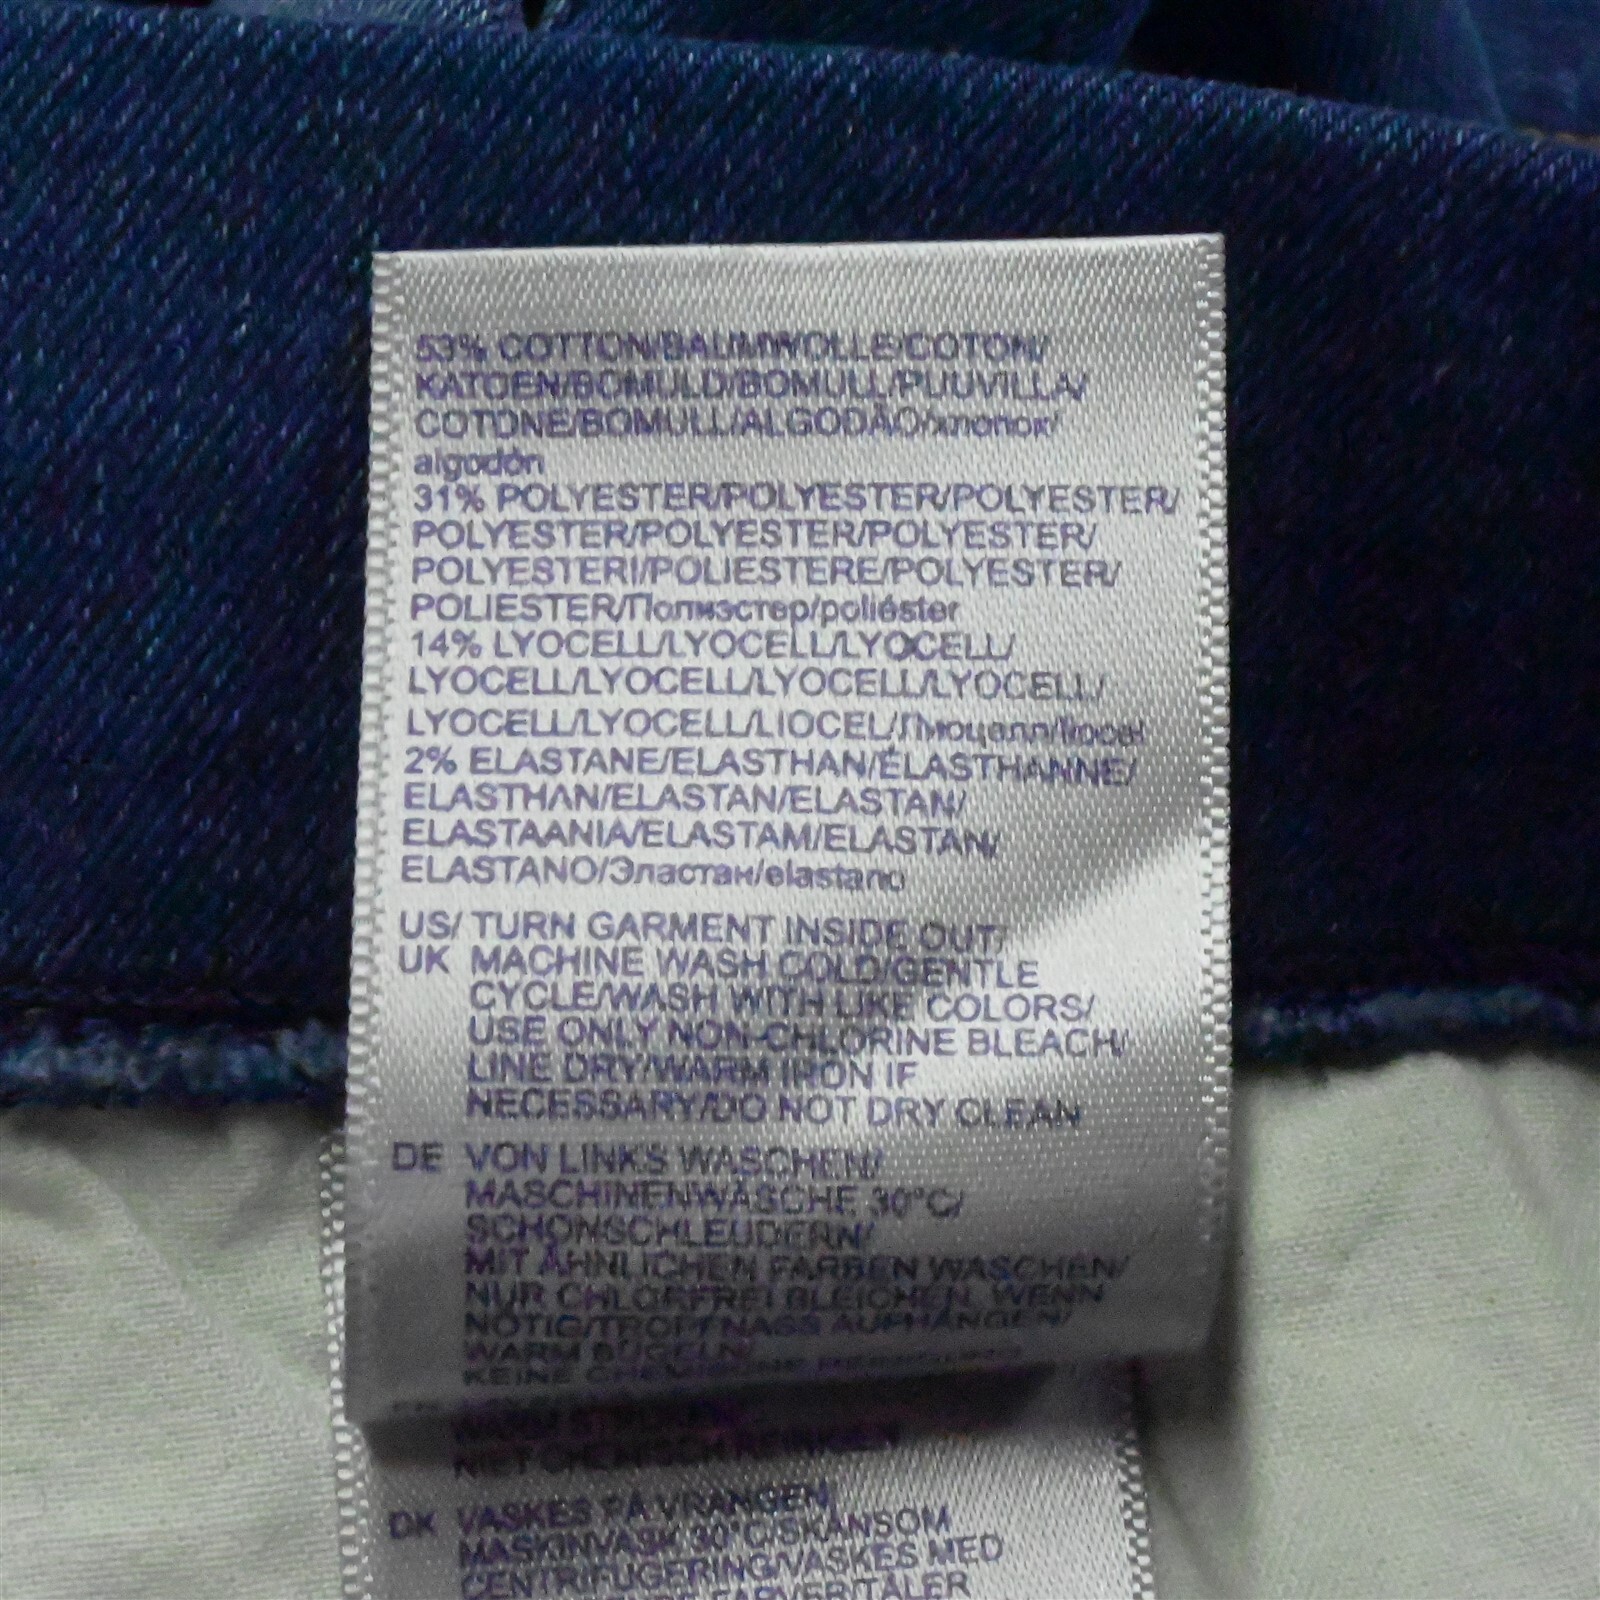 53% COTTON/BAUMWOLLE/COTON/
KATOEN/BOMULD/BOMULL/PUUVILLA/
COTONE/BOMULL/ALGODÃO/хлопок/
algodón
31% POLYESTER/POLYESTER/POLYESTER/
POLYESTER/POLYESTER/POLYESTER/
POLYESTERI/POLIESTERE/POLYESTER/
POLIESTER/Полиэстер/poliéster
14% LYOCELL/LYOCELL/LYOCELL/
LYOCELL/LYOCELL/LYOCELL/LYOCELL/
LYOCELL/LYOCELL/LIOCEL/Лиоцелл/liocel
2% ELASTANE/ELASTHAN/ÉLASTHANNE/
ELASTHAN/ELASTAN/ELASTAN/
ELASTAANIA/ELASTAM/ELASTAN/
ELASTANO/Эластан/elastano
US/ TURN GARMENT INSIDE OUT/
UK MACHINE WASH COLD/GENTLE
CYCLE/WASH WITH LIKE COLORS/
USE ONLY NON-CHLORINE BLEACH/
LINE DRY/WARM IRON IF
NECESSARY/DO NOT DRY CLEAN
DE VON LINKS WASCHEN/
MASCHINENWÄSCHE 30°C/
SCHONSCHLEUDERN/
MIT ÄHNLICHEN FARBEN WASCHEN/
NUR CHLORFREI BLEICHEN, WENN
NÖTIG/TROPFNASS AUFHÄNGEN/
WARM BÜGELN/
KEINE
NIET CHEMISCH REINIGEN
DK VASKES PÅ VRANGEN/
MASKINVASK 30°C/SKÅNSOM
CENTRIFUGERING/VASKES MED